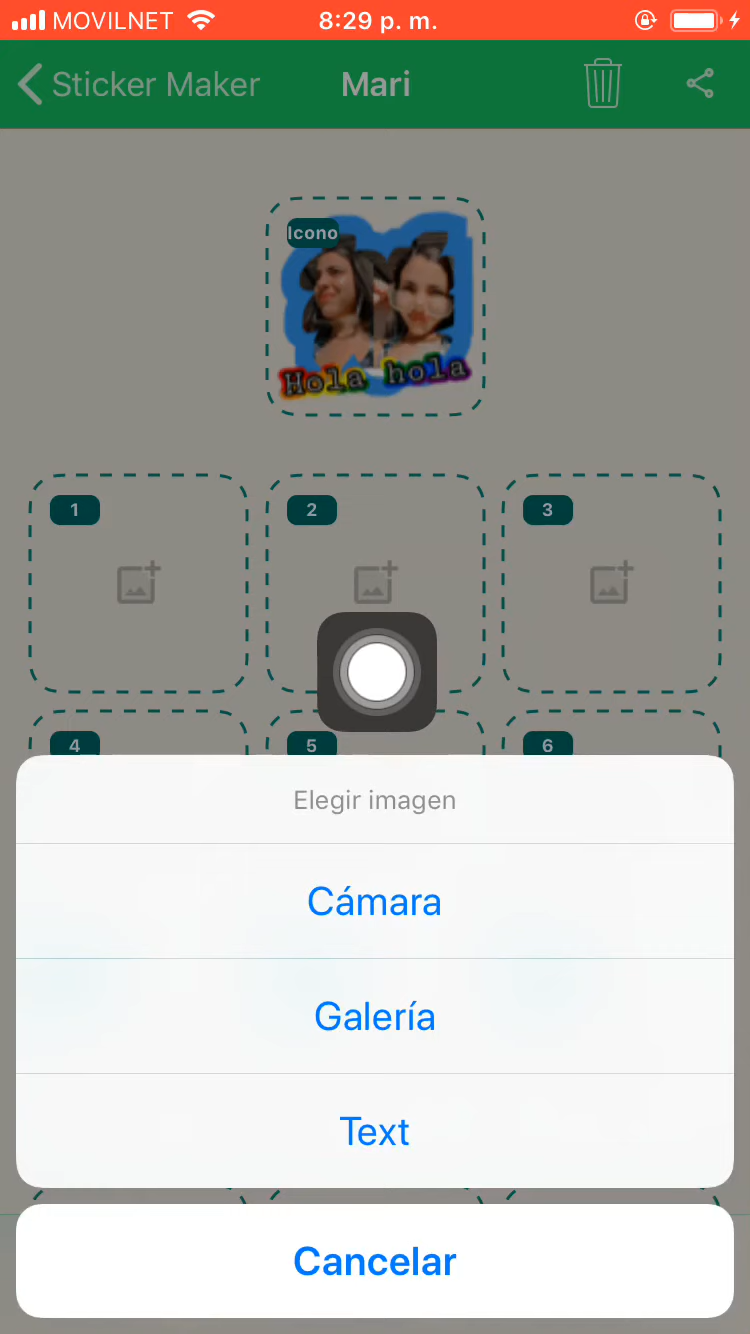 MOVILNET 8:29 p. m.
Sticker Maker Mari
Icono
Hola hola
1 2 3
4 5 6
Elegir imagen
Cámara
Galería
Text
Cancelar